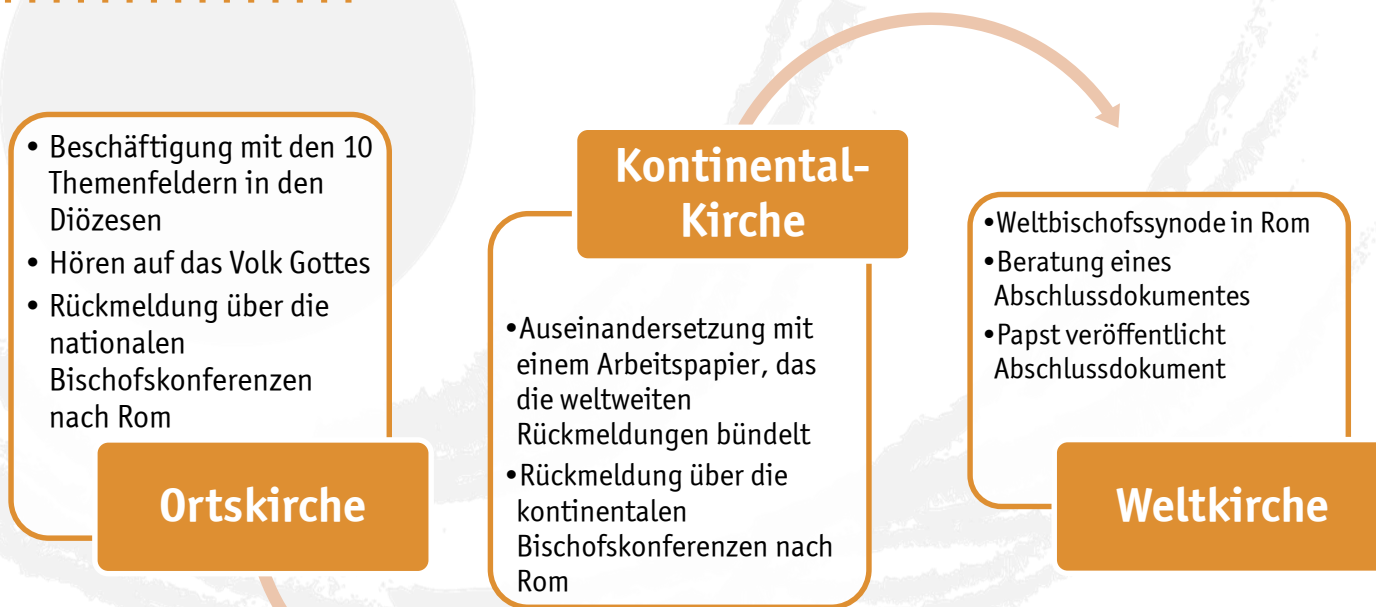 • Beschäftigung mit den 10
Themenfeldern in den
Diözesen
• Hören auf das Volk Gottes
• Rückmeldung über die
nationalen
Bischofskonferenzen
nach Rom
Ortskirche
Kontinental-
Kirche
•Auseinandersetzung mit
einem Arbeitspapier, das
die weltweiten
Rückmeldungen bündelt
•Rückmeldung über die
kontinentalen
Bischofskonferenzen nach
Rom
•Weltbischofssynode in Rom
•Beratung eines
Abschlussdokumentes
•Papst veröffentlicht
Abschlussdokument
Weltkirche